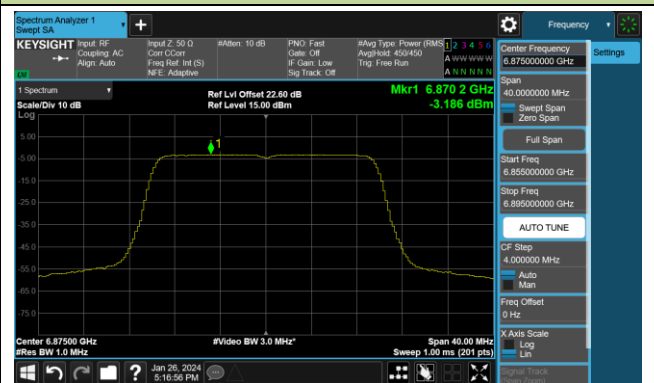 Spectrum Analyzer 1
Swept SA
Frequency
KEYSIGHT
Input: RF
Coupling: AC
Align: Auto
Input Z: 50 Ω
Corr CCorr
Freq Ref: Int (S)
NFE: Adaptive
#Atten: 10 dB
PNO: Fast
Gate: Off
IF Gain: Low
Sig Track: Off
#Avg Type: Power (RMS
Avg|Hold: 450/450
Trig: Free Run
1 2 3 4 5 6
A W W W W W
A N N N N N
LXI
1 Spectrum
Scale/Div 10 dB
Log
Ref Lvl Offset 22.60 dB
Ref Level 15.00 dBm
Mkr1 6.870 2 GHz
-3.186 dBm
1
5.00
-5.00
-15.0
-25.0
-35.0
-45.0
-55.0
-65.0
-75.0
Center 6.87500 GHz
#Res BW 1.0 MHz
#Video BW 3.0 MHz*
Span 40.00 MHz
Sweep 1.00 ms (201 pts)
Jan 26, 2024
5:16:56 PM
Center Frequency
6.875000000 GHz
Settings
Span
40.0000000 MHz
Swept Span
Zero Span
Full Span
Start Freq
6.855000000 GHz
Stop Freq
6.895000000 GHz
AUTO TUNE
CF Step
4.000000 MHz
Auto
Man
Freq Offset
0 Hz
X Axis Scale
Log
Lin
Signal Track
(Span Zoom)